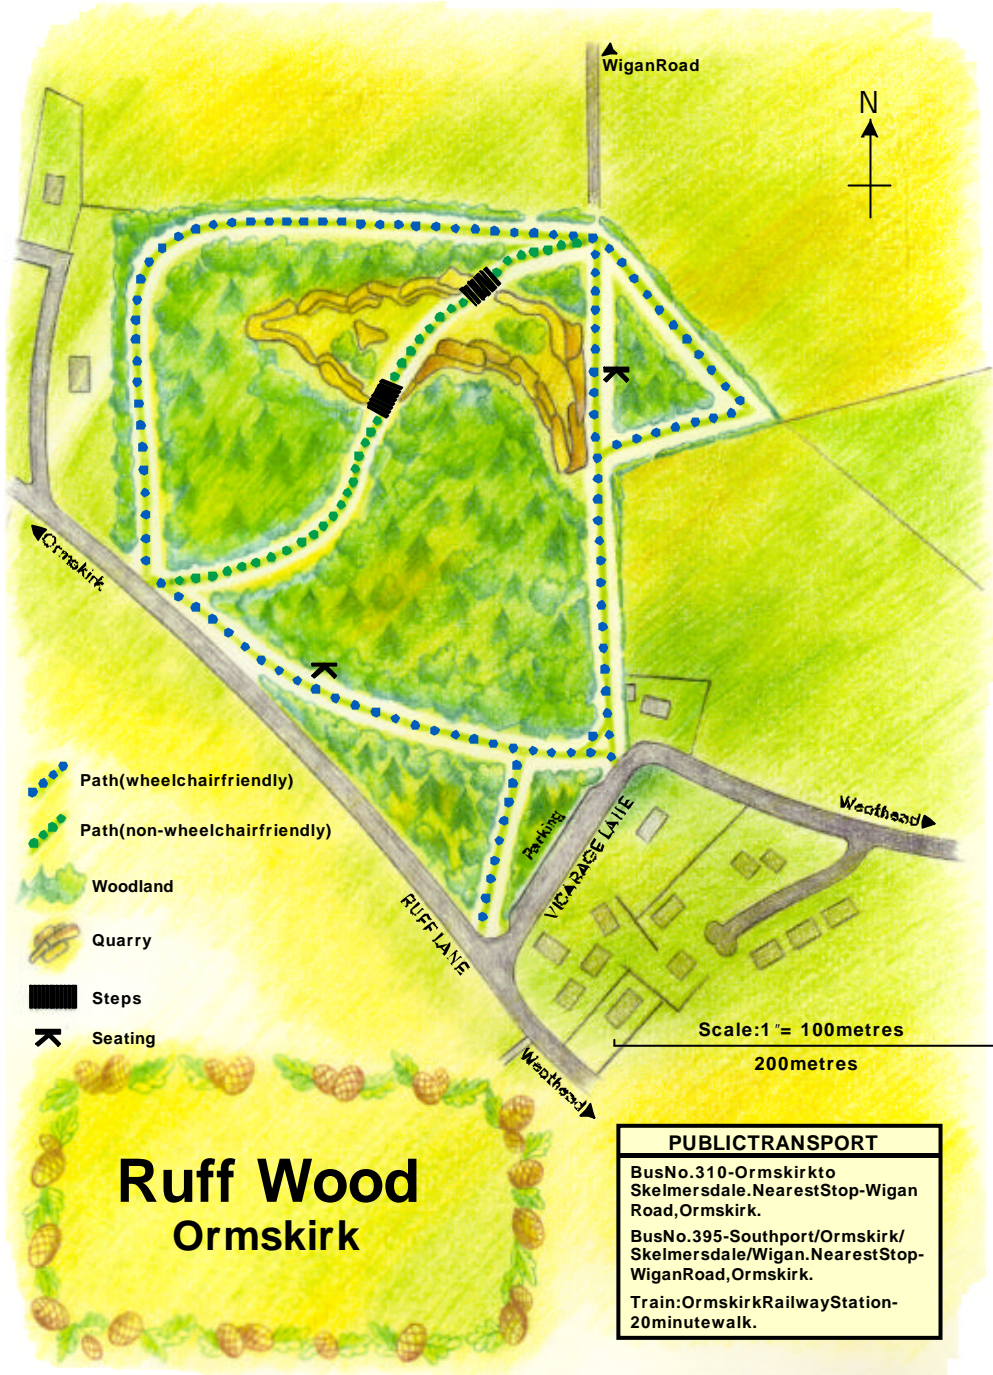 WiganRoad
N
Ormskirk
Path(wheelchairfriendly)
Path(non-wheelchairfriendly)
Woodland
Quarry
Steps
Seating
Parking
VICARAGE LANE
RUFF LANE
Westhead
Westhead
Scale:1"= 100metres
200metres
Ruff Wood
Ormskirk
PUBLICTRANSPORT
BusNo.310-Ormskirkto
Skelmersdale.NearestStop-Wigan
Road,Ormskirk.
BusNo.395-Southport/Ormskirk/
Skelmersdale/Wigan.NearestStop-
WiganRoad,Ormskirk.
Train:OrmskirkRailwayStation-
20minutewalk.